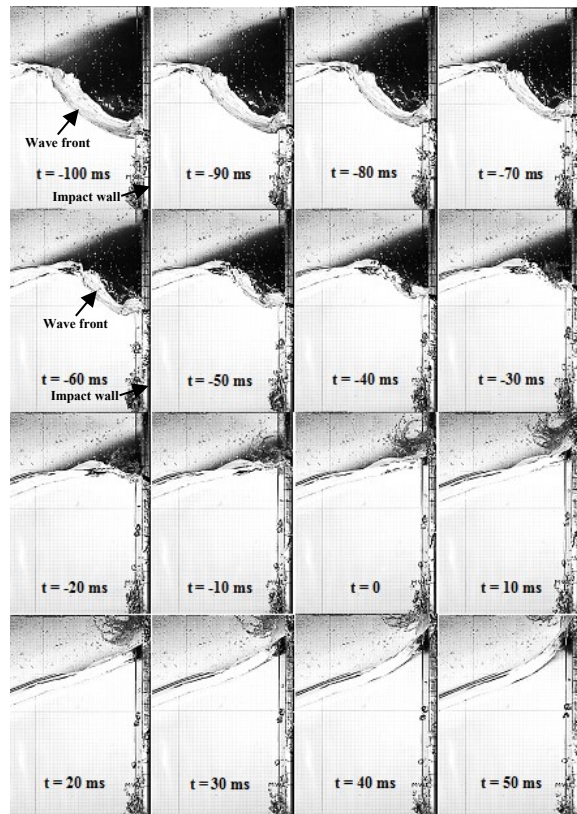 Wave front
t = -100 ms
t = -90 ms
t = -80 ms
t = -70 ms
Impact wall
Wave front
t = -60 ms
t = -50 ms
t = -40 ms
t = -30 ms
Impact wall
t = -20 ms
t = -10 ms
t = 0
t = 10 ms
t = 20 ms
t = 30 ms
t = 40 ms
t = 50 ms